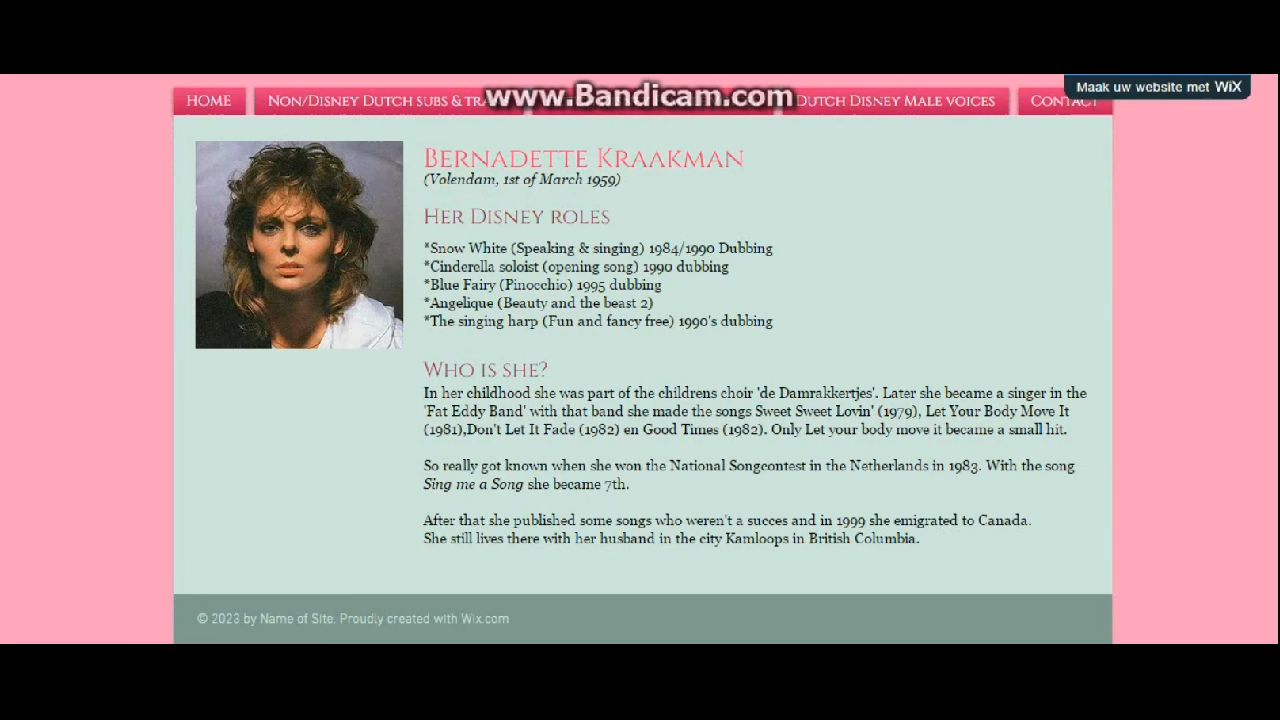 www.Bandicam.com
Maak uw website met WiX
HOME
NON/DISNEY DUTCH SUBS &
DUTCH DISNEY MALE VOICES
CONTACT
BERNADETTE KRAAKMAN
(Volendam, 1st of March 1959)
HER DISNEY ROLES
*Snow White (Speaking & singing) 1984/1990 Dubbing
*Cinderella soloist (opening song) 1990 dubbing
*Blue Fairy (Pinocchio) 1995 dubbing
*Angelique (Beauty and the beast 2)
*The singing harp (Fun and fancy free) 1990's dubbing
WHO IS SHE?
In her childhood she was part of the childrens choir 'de Damrakkertjes'. Later she became a singer in the
'Fat Eddy Band' with that band she made the songs Sweet Sweet Lovin' (1979), Let Your Body Move It
(1981),Don't Let It Fade (1982) en Good Times (1982). Only Let your body move it became a small hit.
So really got known when she won the National Songcontest in the Netherlands in 1983. With the song
Sing me a Song she became 7th.
After that she published some songs who weren't a succes and in 1999 she emigrated to Canada.
She still lives there with her husband in the city Kamloops in British Columbia.
© 2023 by Name of Site. Proudly created with Wix.com